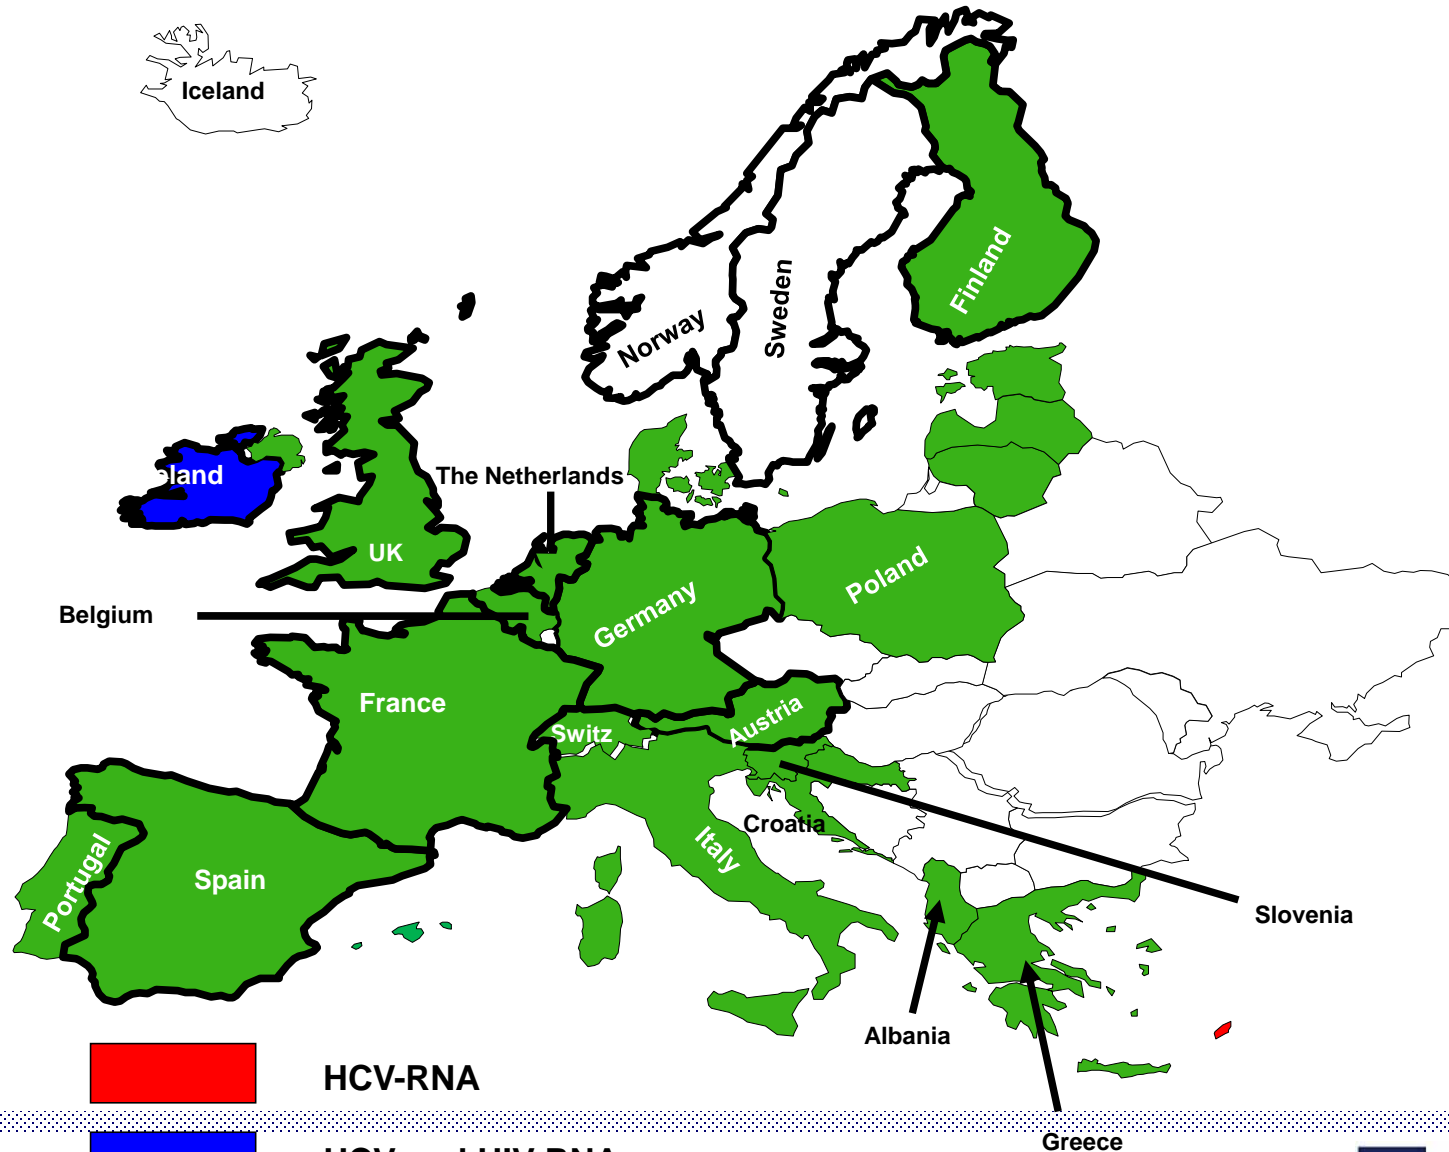 Iceland
Finland
Sweden
Norway
eland
The Netherlands
UK
Poland
Germany
Belgium
France
Austria
Switz
Croatia
Italy
Portugal
Spain
Slovenia
Albania
HCV-RNA
Greece